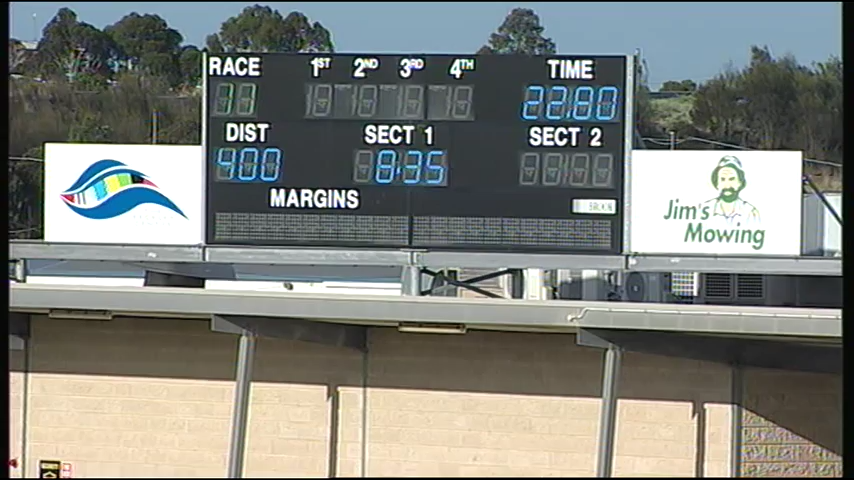 RACE 1ST 2ND 3RD 4TH TIME
11 22.80
DIST SECT 1 SECT 2
400 8.35
MARGINS
Jim's
Mowing